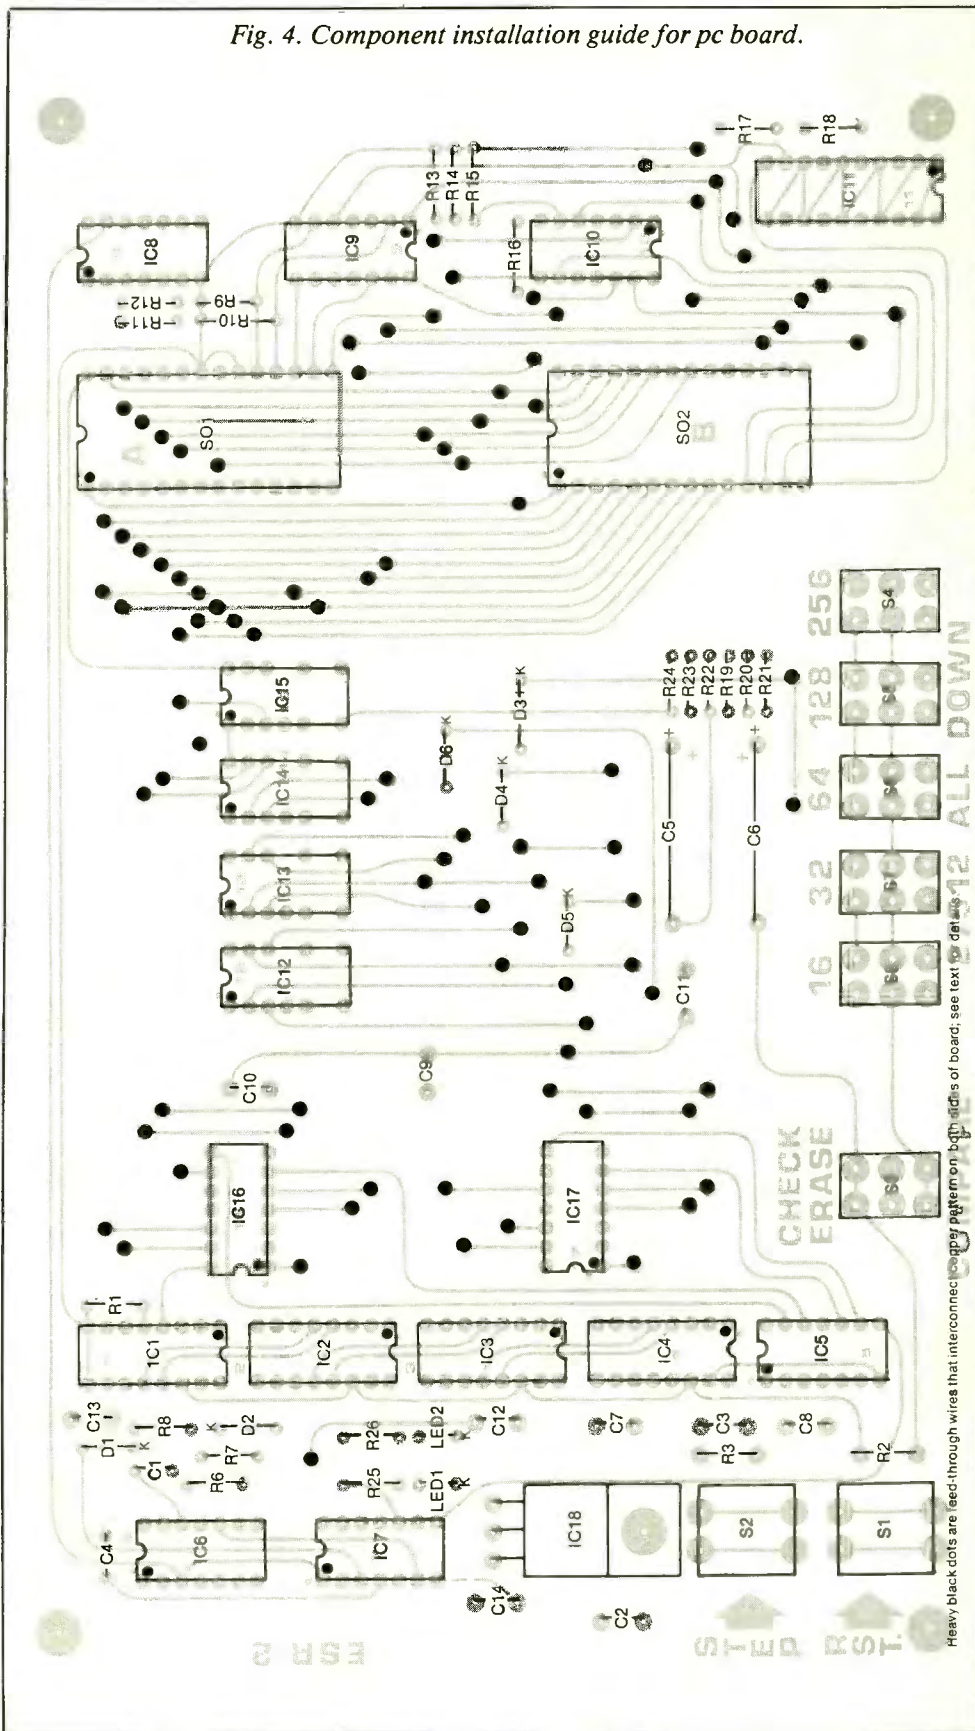 Fig. 4. Component installation guide for pc board.
R17
R18
R13
R14
R15
IC11
IC8
IC9
R16
IC10
R12
R9
R11
R10
SO1
A
SO2
B
256
S4
IC15
D3 K
R24
R23
R22
R19
R20
R21
128
D6 K
IC14
D4 K
C5 +
C6 +
64
IC13
32
D5 K
IC12
C11
16
C10
C9
IC16
IC17
CHECK
ERASE
ALL DOWN
R1
IC1
IC2
IC3
IC4
IC5
C13
R8
K D2
R26
LED2 K
C12
C7
C3
C8
D1 K
C1
R7
R6
R25
LED1 K
R3
R2
C4
IC6
IC7
IC18
S2
S1
C14
C2
STEP
RST.
Heavy black dots are feed-through wires that interconnect copper pattern on both sides of board; see text for details.